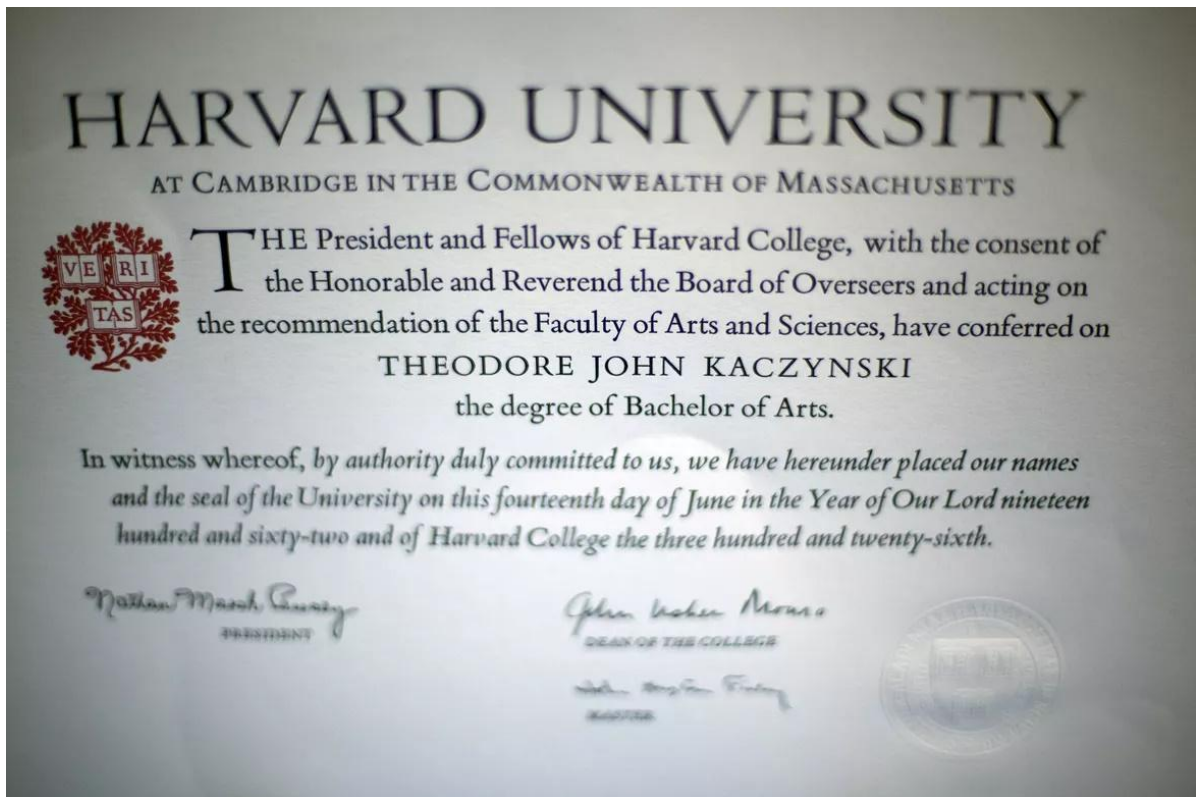 HARVARD UNIVERSITY
AT CAMBRIDGE IN THE COMMONWEALTH OF MASSACHUSETTS
VE RI
TAS
THE President and Fellows of Harvard College, with the consent of
the Honorable and Reverend the Board of Overseers and acting on
the recommendation of the Faculty of Arts and Sciences, have conferred on
THEODORE JOHN KACZYNSKI
the degree of Bachelor of Arts.
In witness whereof, by authority duly committed to us, we have hereunder placed our names
and the seal of the University on this fourteenth day of June in the Year of Our Lord nineteen
hundred and sixty-two and of Harvard College the three hundred and twenty-sixth.
Nathan Marsh Pusey
PRESIDENT
John Usher Monro
DEAN OF THE COLLEGE
John Finley
MASTER